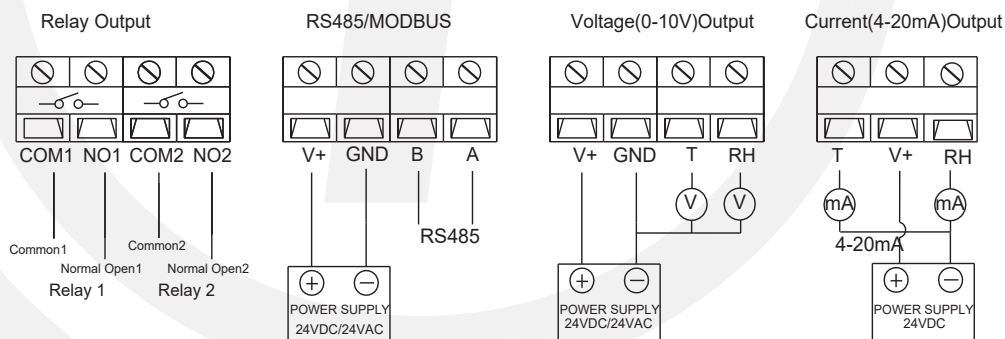 Relay Output
COM1 NO1 COM2 NO2
Common1
Normal Open1
Common2
Normal Open2
Relay 1
Relay 2
RS485/MODBUS
V+ GND B A
RS485
+ −
POWER SUPPLY
24VDC/24VAC
Voltage(0-10V)Output
V+ GND T RH
V V
+ −
POWER SUPPLY
24VDC/24VAC
Current(4-20mA)Output
T V+ RH
mA mA
4-20mA
+ −
POWER SUPPLY
24VDC